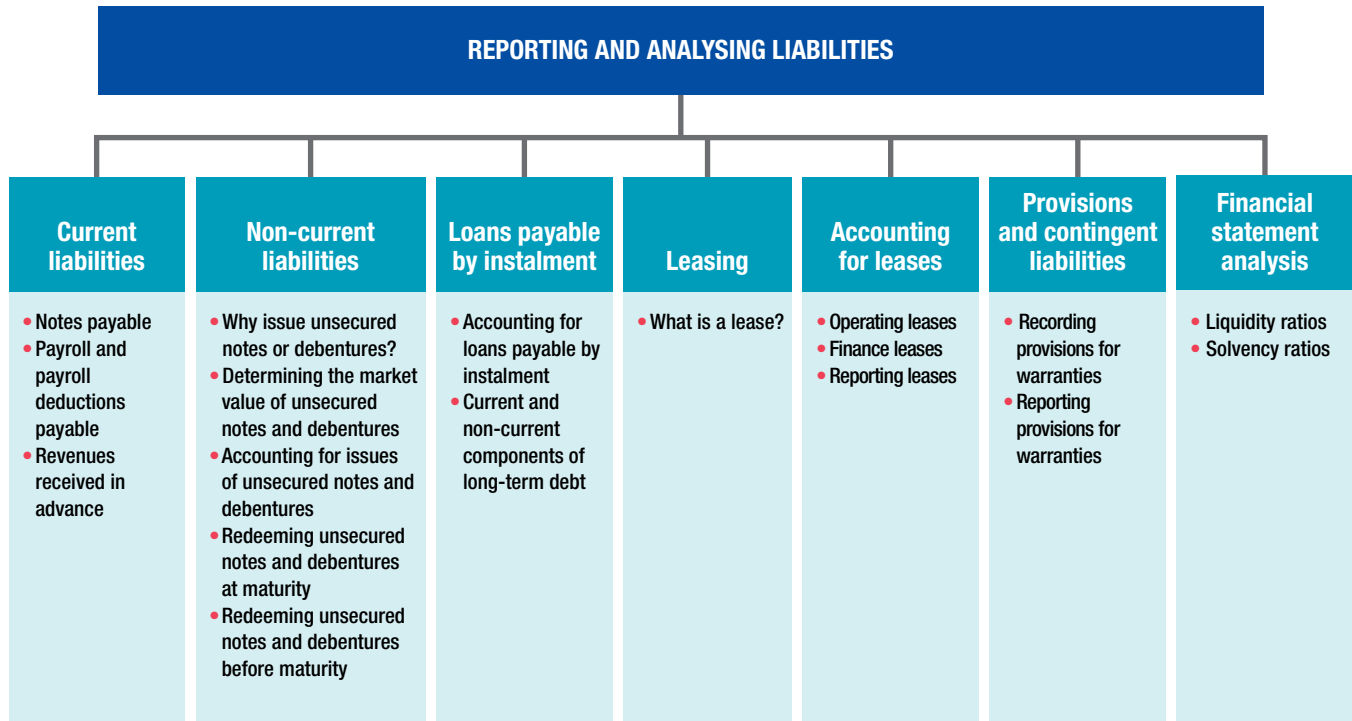 REPORTING AND ANALYSING LIABILITIES
Current
liabilities
• Notes payable
• Payroll and
payroll
deductions
payable
• Revenues
received in
advance
Non-current
liabilities
• Why issue unsecured
notes or debentures?
• Determining the market
value of unsecured
notes and debentures
• Accounting for issues
of unsecured notes and
debentures
• Redeeming unsecured
notes and debentures
at maturity
• Redeeming unsecured
notes and debentures
before maturity
Loans payable
by instalment
• Accounting for
loans payable by
instalment
• Current and
non-current
components of
long-term debt
Leasing
• What is a lease?
Accounting
for leases
• Operating leases
• Finance leases
• Reporting leases
Provisions
and contingent
liabilities
• Recording
provisions for
warranties
• Reporting
provisions for
warranties
Financial
statement
analysis
• Liquidity ratios
• Solvency ratios